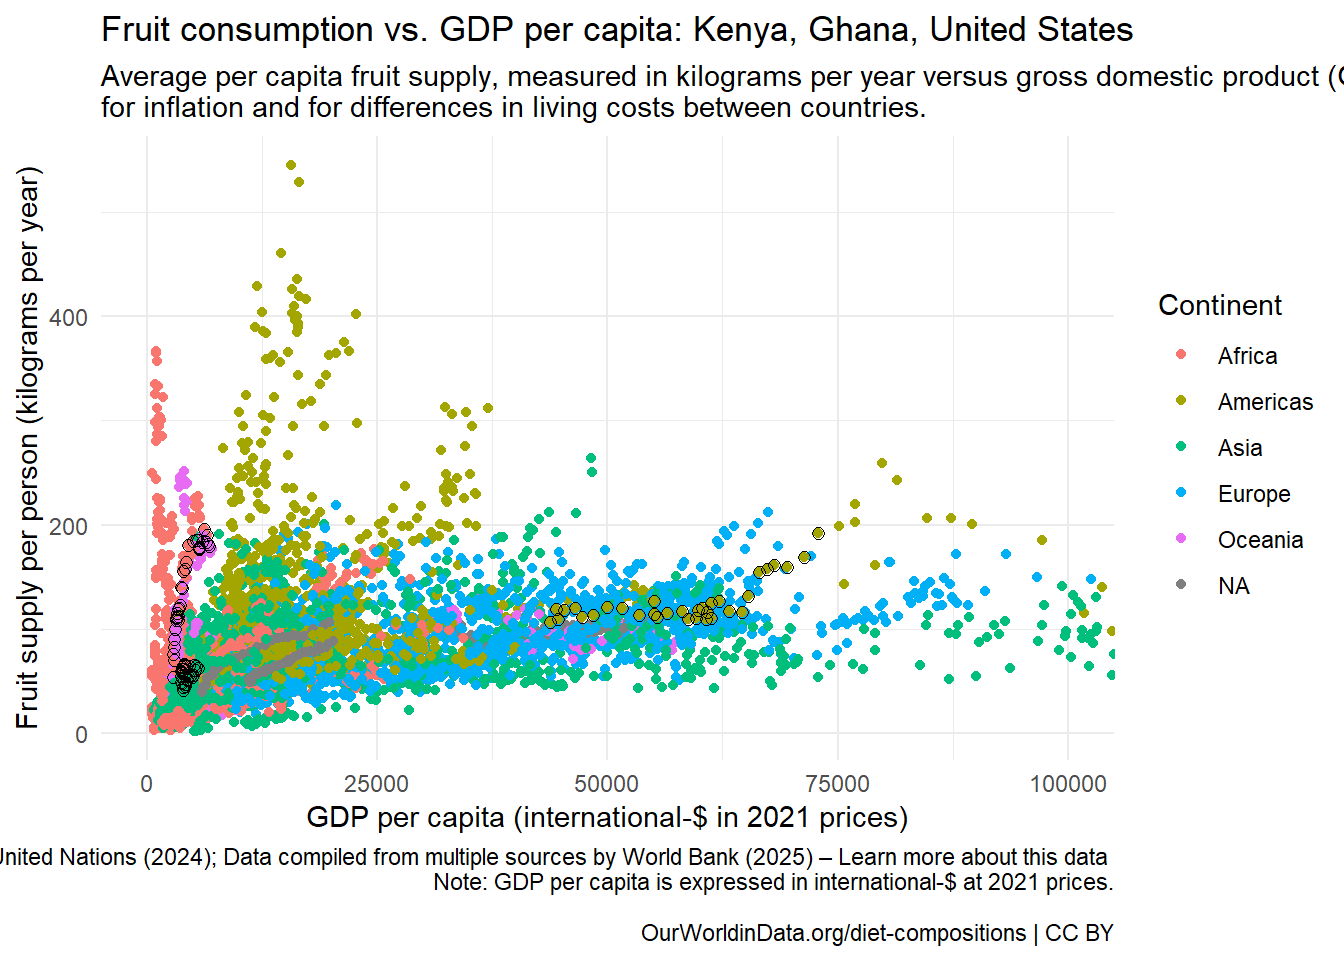 Fruit consumption vs. GDP per capita: Kenya, Ghana, United States
Average per capita fruit supply, measured in kilograms per year versus gross domestic product (
for inflation and for differences in living costs between countries.
Fruit supply per person (kilograms per year)
400
200
0
0 25000 50000 75000 100000
GDP per capita (international-$ in 2021 prices)
Continent
Africa
Americas
Asia
Europe
Oceania
NA
United Nations (2024); Data compiled from multiple sources by World Bank (2025) – Learn more about this data
Note: GDP per capita is expressed in international-$ at 2021 prices.
OurWorldinData.org/diet-compositions | CC BY